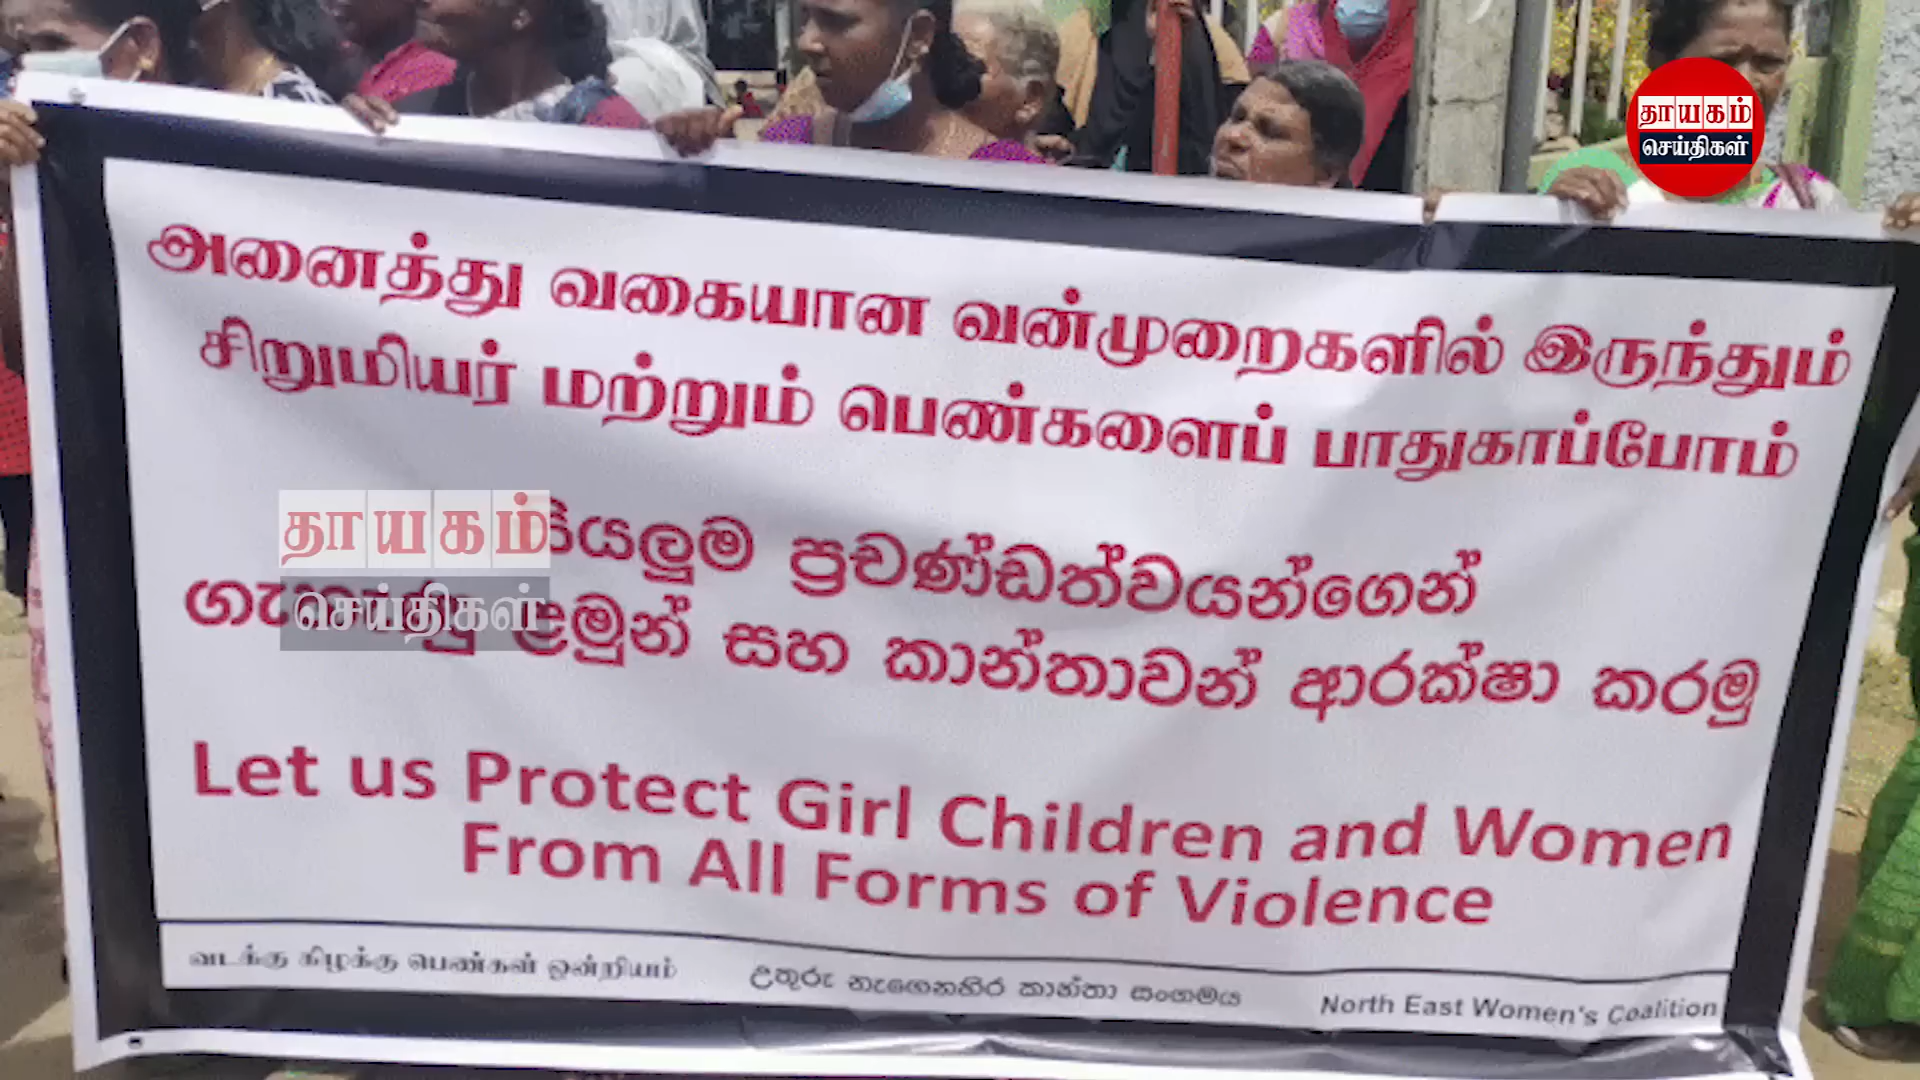 தாயகம்
செய்திகள்
அனைத்து வகையான வன்முறைகளில் இருந்தும்
சிறுமியர் மற்றும் பெண்களைப் பாதுகாப்போம்
தாயகம்
செய்திகள்
සියලුම ප්‍රචණ්ඩත්වයන්ගෙන්
ළමුන් සහ කාන්තාවන් ආරක්ෂා කරමු
Let us Protect Girl Children and Women
From All Forms of Violence
வடக்கு கிழக்கு பெண்கள் ஒன்றியம்
උතුරු නැගෙනහිර කාන්තා සංගමය
North East Women's Coalition